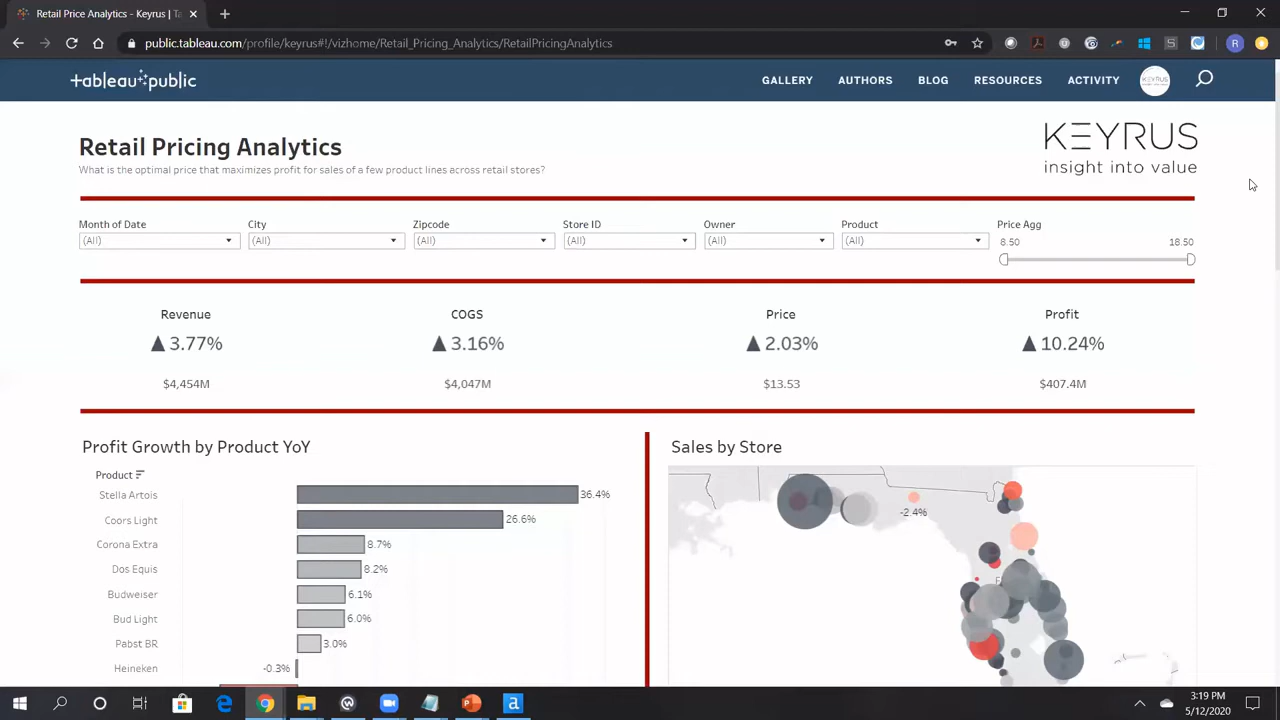 Retail Price Analytics - Keyrus | Ta
public.tableau.com/profile/keyrus#!/vizhome/Retail_Pricing_Analytics/RetailPricingAnalytics
R
+ableau+public
GALLERY AUTHORS BLOG RESOURCES ACTIVITY
Retail Pricing Analytics
What is the optimal price that maximizes profit for sales of a few product lines across retail stores?
KEYRUS
insight into value
Month of Date City Zipcode Store ID Owner Product Price Agg
(All) (All) (All) (All) (All) (All) 8.50 18.50
Revenue COGS Price Profit
▲ 3.77% ▲ 3.16% ▲ 2.03% ▲ 10.24%
$4,454M $4,047M $13.53 $407.4M
Profit Growth by Product YoY
Product
Stella Artois 36.4%
Coors Light 26.6%
Corona Extra 8.7%
Dos Equis 8.2%
Budweiser 6.1%
Bud Light 6.0%
Pabst BR 3.0%
Heineken -0.3%
Sales by Store
-2.4%
3:19 PM
5/12/2020